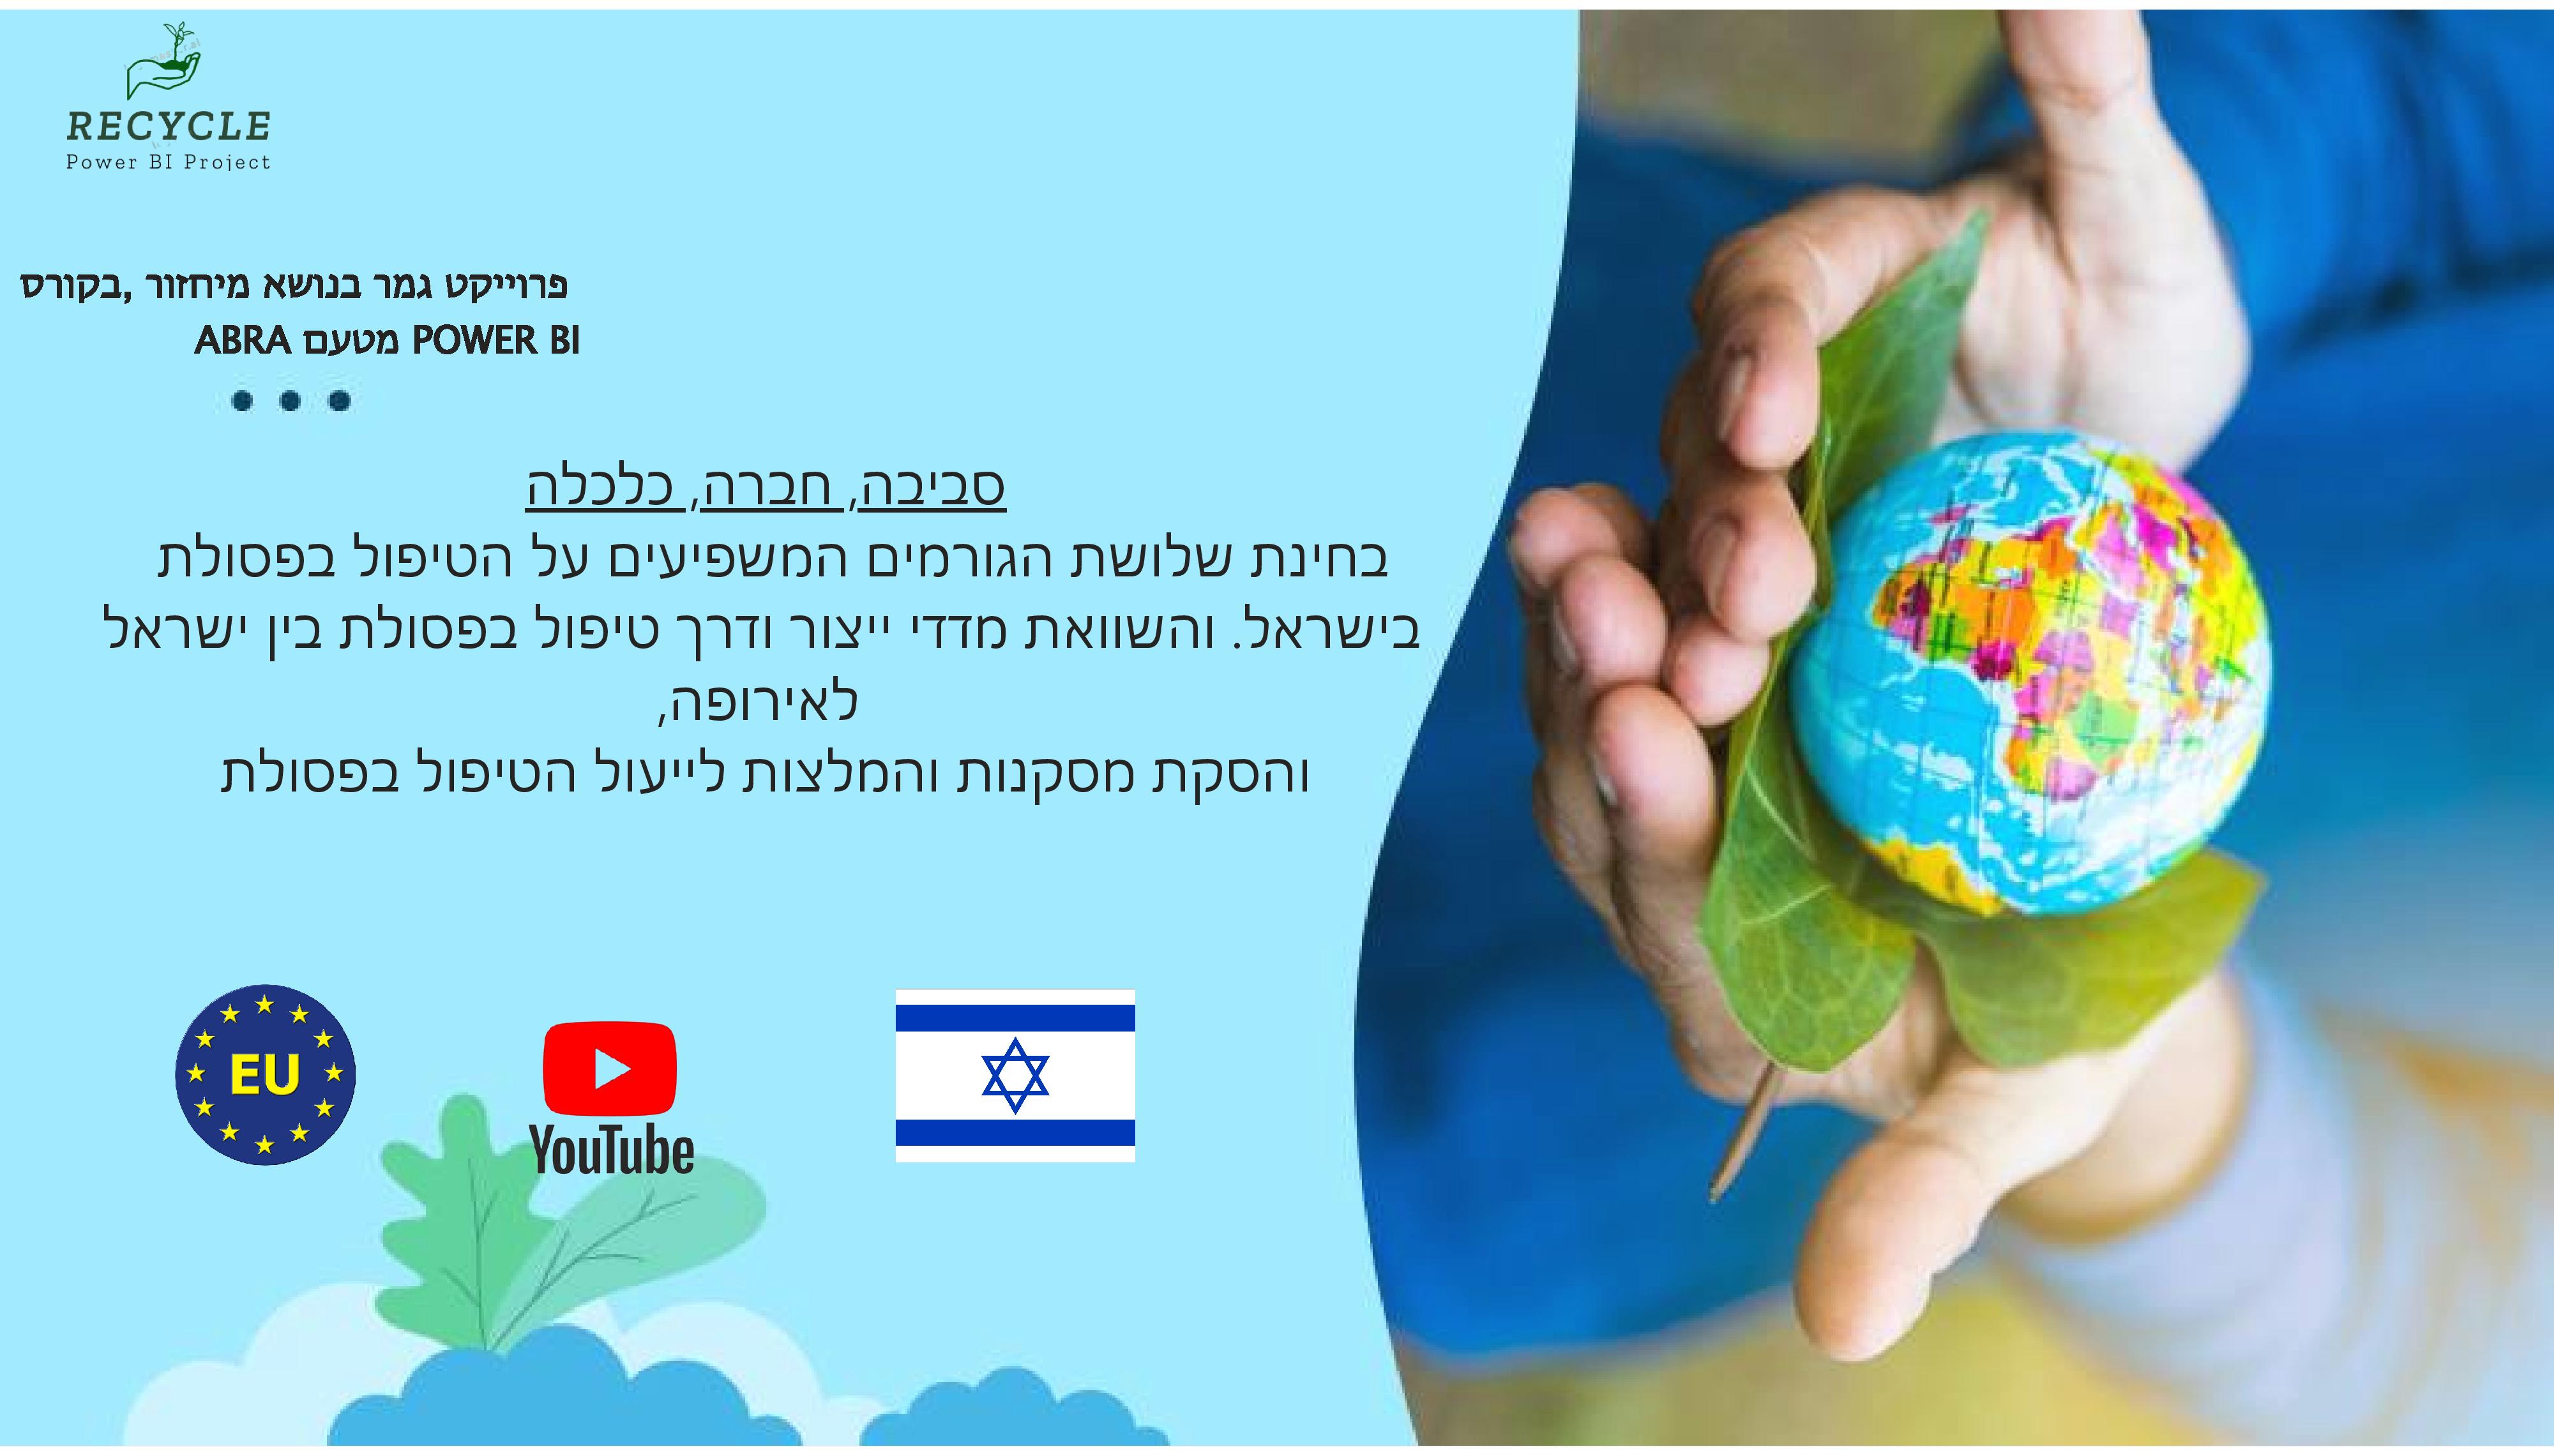 RECYCLE
Power BI Project
פרוייקט גמר בנושא מיחזור ,בקורס
POWER BI מטעם ABRA
סביבה, חברה, כלכלה
בחינת שלושת הגורמים המשפיעים על הטיפול בפסולת
בישראל. והשוואת מדדי ייצור ודרך טיפול בפסולת בין ישראל
לאירופה,
והסקת מסקנות והמלצות לייעול הטיפול בפסולת
EU
YouTube